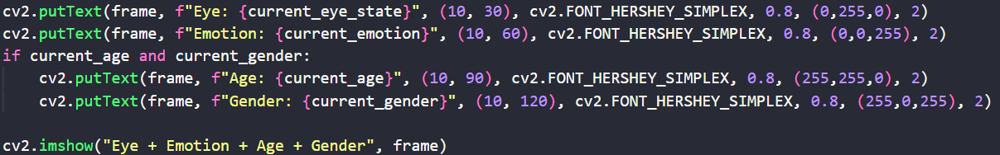 cv2.putText(frame, f"Eye: {current_eye_state}", (10, 30), cv2.FONT_HERSHEY_SIMPLEX, 0.8, (0,255,0), 2)
cv2.putText(frame, f"Emotion: {current_emotion}", (10, 60), cv2.FONT_HERSHEY_SIMPLEX, 0.8, (0,0,255), 2)
if current_age and current_gender:
    cv2.putText(frame, f"Age: {current_age}", (10, 90), cv2.FONT_HERSHEY_SIMPLEX, 0.8, (255,255,0), 2)
    cv2.putText(frame, f"Gender: {current_gender}", (10, 120), cv2.FONT_HERSHEY_SIMPLEX, 0.8, (255,0,255), 2)
cv2.imshow("Eye + Emotion + Age + Gender", frame)